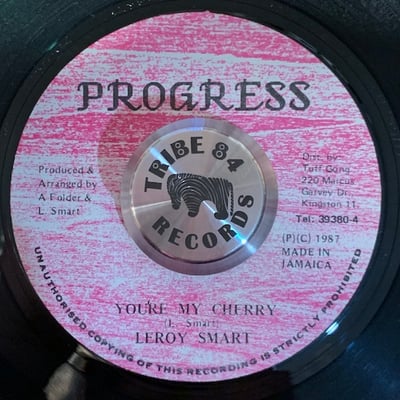 PROGRESS
TRIBE 84
RECORDS
Produced &
Arranged by
A Folder &
L. Smart
Dist. by
Tuff Gong
220 Marcus
Garvey Dr.
Kingston 11.
Tel: 39380-4
(P)(C) 1987
MADE IN
JAMAICA
YOU'RE MY CHERRY
(L. Smart)
LEROY SMART
UNAUTHORISED COPYING OF THIS RECORDING IS STRICTLY PROHIBITED